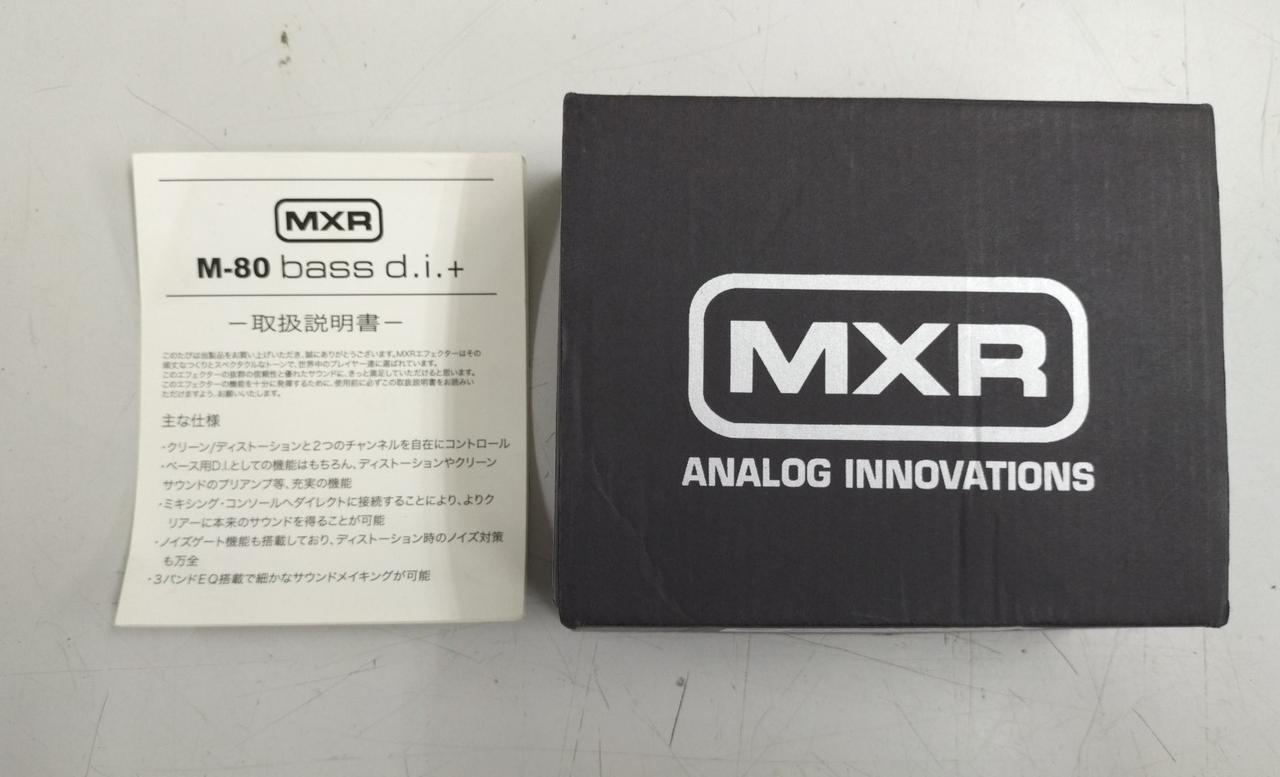 MXR
M-80 bass d.i.+
－取扱説明書－
このたびは当製品をお買い上げいただき、誠にありがとうございます。MXRエフェクターはその
頑丈なつくりとスペクタクルなトーンで、世界中のプレイヤー達に選ばれています。
このエフェクターの抜群の信頼性と優れたサウンドに、きっと満足していただけると思います。
このエフェクターの機能を十分に発揮するために、使用前に必ずこの取扱説明書をお読みい
ただけますよう、お願いいたします。
主な仕様
・クリーン/ディストーションと2つのチャンネルを自在にコントロール
・ベース用D.I.としての機能はもちろん、ディストーションやクリーン
サウンドのプリアンプ等、充実の機能
・ミキシング・コンソールへダイレクトに接続することにより、よりク
リアーに本来のサウンドを得ることが可能
・ノイズゲート機能も搭載しており、ディストーション時のノイズ対策
も万全
・3バンドEQ搭載で細かなサウンドメイキングが可能
MXR
ANALOG INNOVATIONS